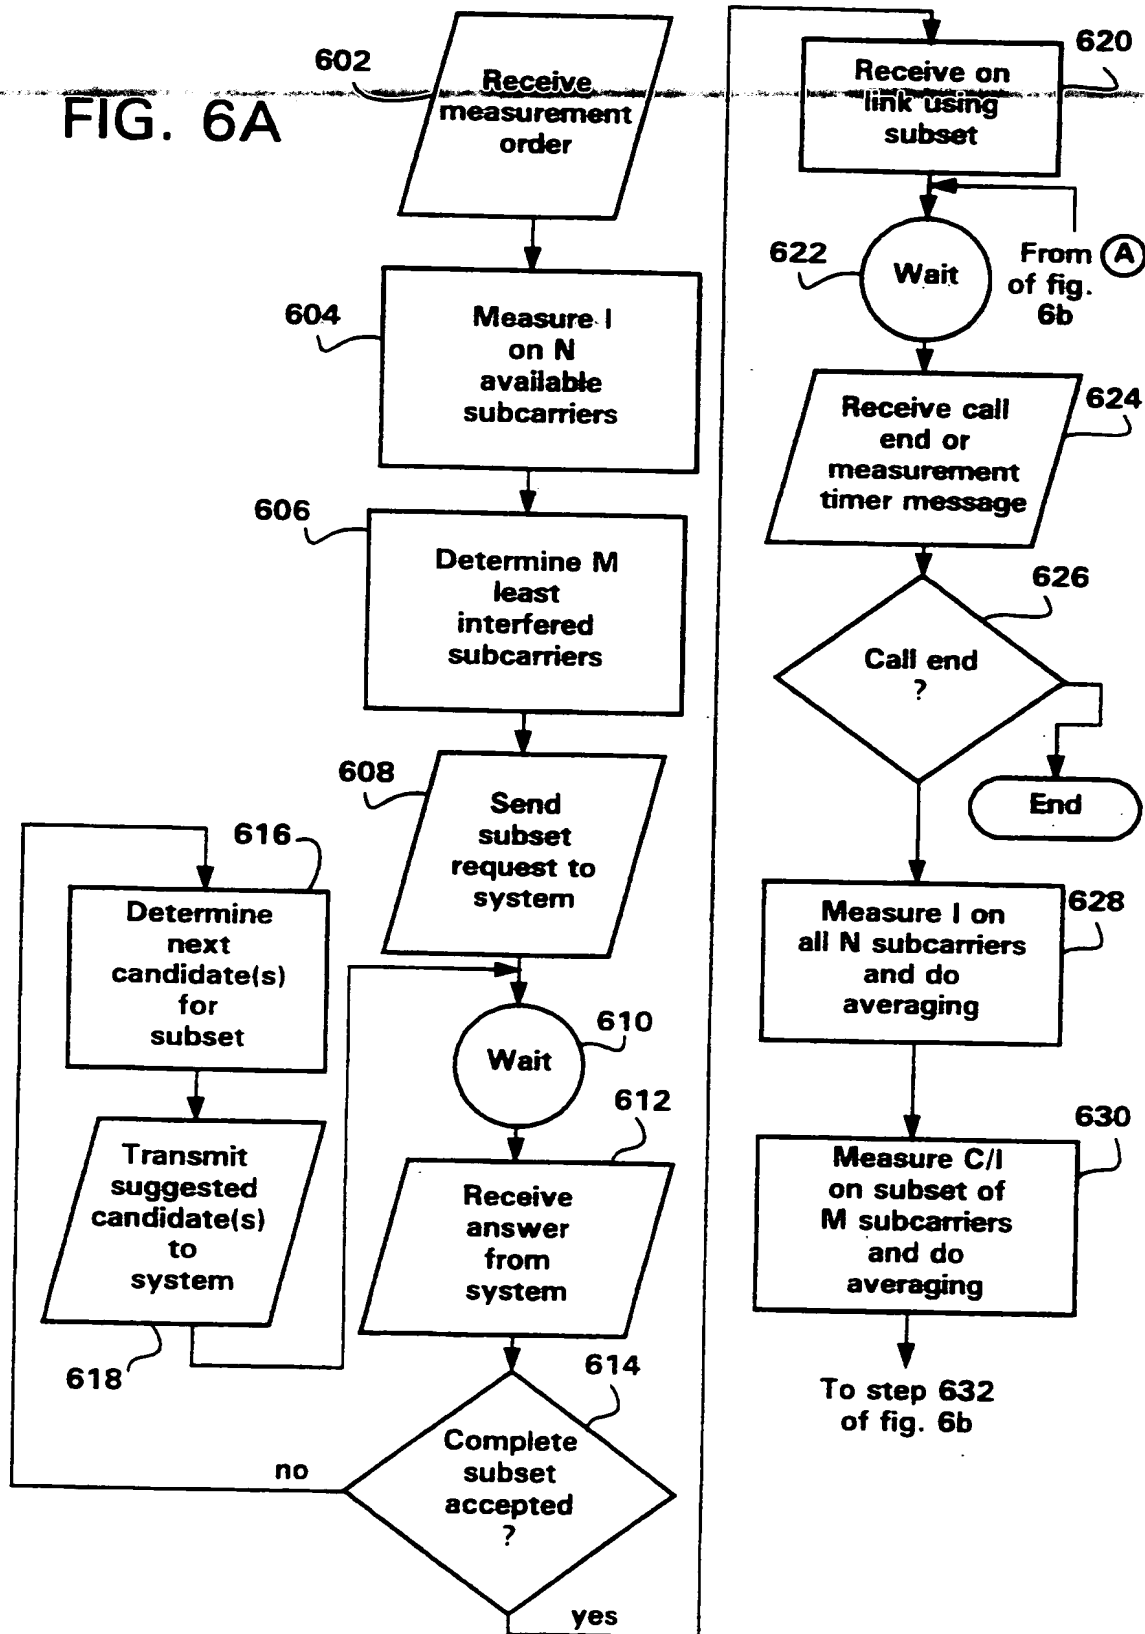 FIG. 6A
602
Receive
measurement
order
604
Measure I
on N
available
subcarriers
606
Determine M
least
interfered
subcarriers
608
Send
subset
request to
system
610
Wait
612
Receive
answer
from
system
614
Complete
subset
accepted
?
no
yes
616
Determine
next
candidate(s)
for
subset
Transmit
suggested
candidate(s)
to
system
618
620
Receive on
link using
subset
622
Wait
From A
of fig.
6b
624
Receive call
end or
measurement
timer message
626
Call end
?
End
628
Measure I on
all N subcarriers
and do
averaging
630
Measure C/I
on subset of
M subcarriers
and do
averaging
To step 632
of fig. 6b